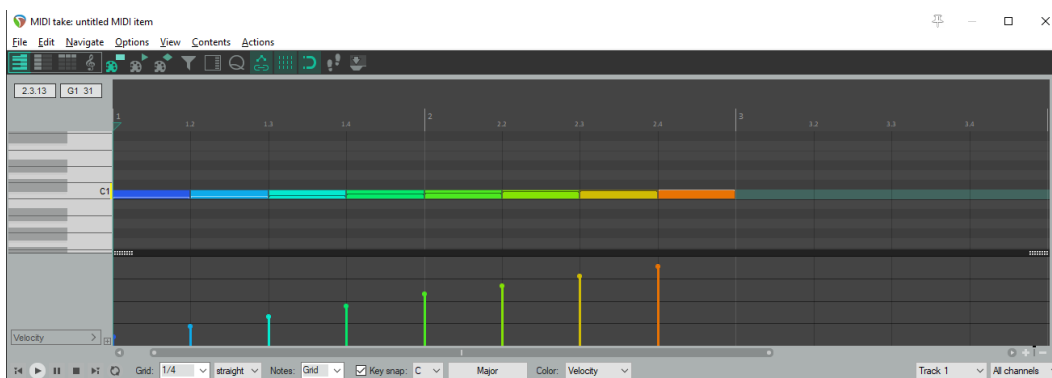 MIDI take: untitled MIDI item
File Edit Navigate Options View Contents Actions
2.3.13 G1 31
1 2 3
1.2 1.3 1.4 2.2 2.3 2.4 3.2 3.3 3.4
C1
Velocity
Grid: 1/4 straight Notes: Grid Key snap: C Major Color: Velocity Track 1 All channels